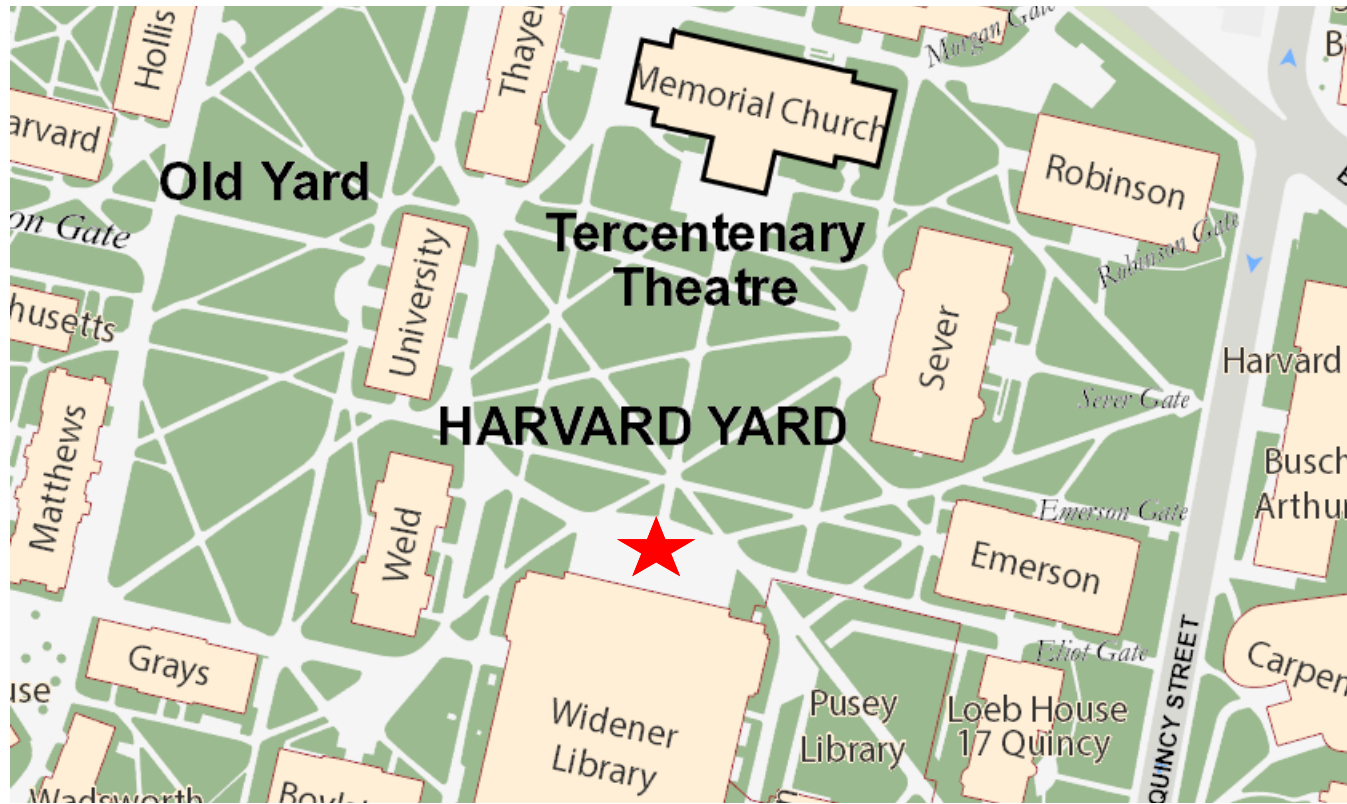 Hollis
Thayer
Morgan Gate
Memorial Church
arvard
Old Yard
Robinson
on Gate
University
Tercentenary
Theatre
Robinson Gate
husetts
Sever
Harvard
Matthews
HARVARD YARD
Sever Gate
Busch
Arthur
Weld
Emerson Gate
Emerson
Grays
Eliot Gate
QUINCY STREET
Carpen
use
Widener
Library
Pusey
Library
Loeb House
17 Quincy
Wadsworth
Boylst